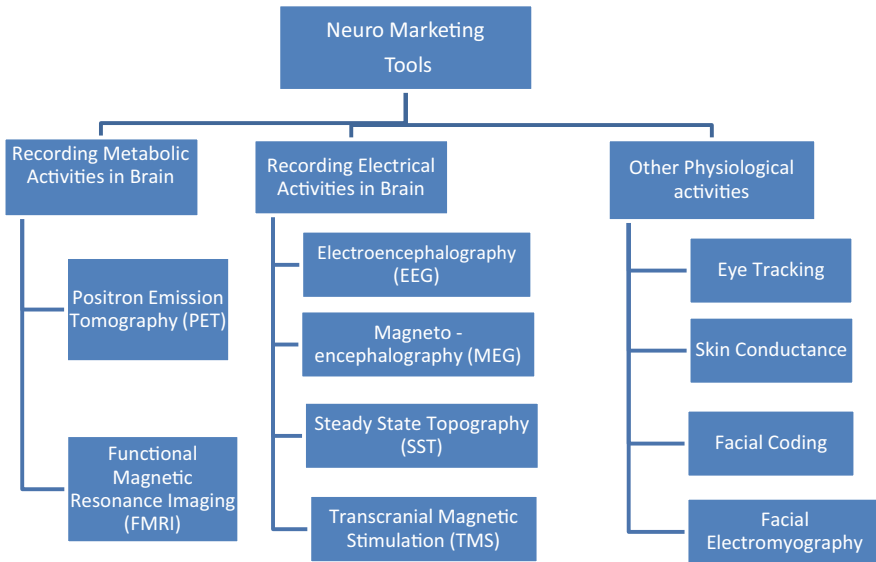 Neuro Marketing
Tools
Recording Metabolic
Activities in Brain
Positron Emission
Tomography (PET)
Functional
Magnetic
Resonance Imaging
(FMRI)
Recording Electrical
Activities in Brain
Electroencephalography
(EEG)
Magneto -
encephalography (MEG)
Steady State Topography
(SST)
Transcranial Magnetic
Stimulation (TMS)
Other Physiological
activities
Eye Tracking
Skin Conductance
Facial Coding
Facial
Electromyography